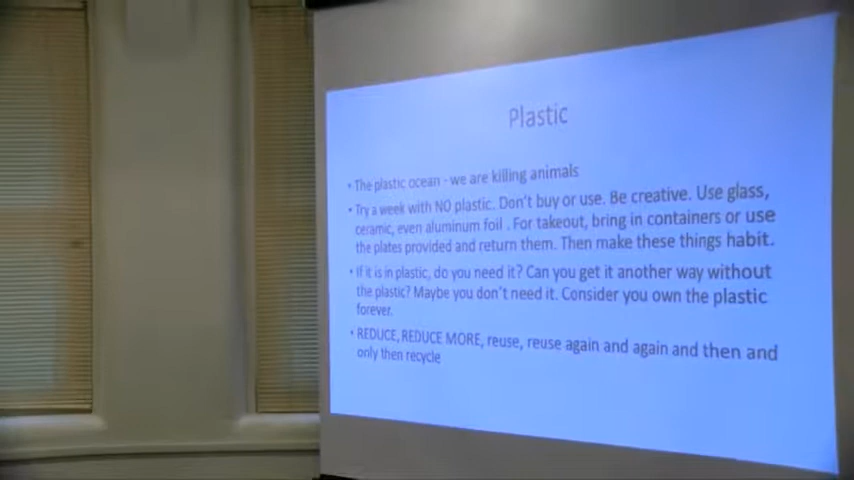 Plastic
• The plastic ocean - we are killing animals
• Try a week with NO plastic. Don't buy or use. Be creative. Use glass,
ceramic, even aluminum foil . For takeout, bring in containers or use
the plates provided and return them. Then make these things habit.
• If it is in plastic, do you need it? Can you get it another way without
the plastic? Maybe you don't need it. Consider you own the plastic
forever.
• REDUCE, REDUCE MORE, reuse, reuse again and again and then and
only then recycle